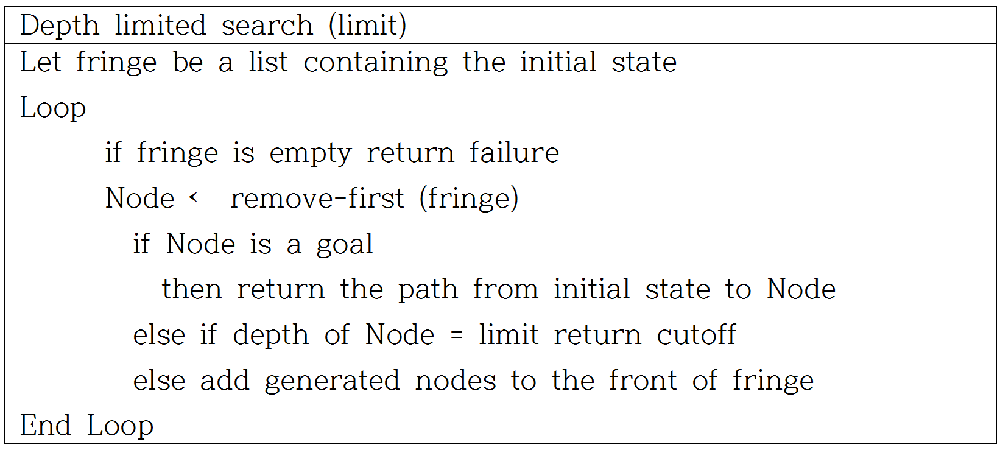 Depth limited search (limit)
Let fringe be a list containing the initial state
Loop
if fringe is empty return failure
Node ← remove-first (fringe)
if Node is a goal
then return the path from initial state to Node
else if depth of Node = limit return cutoff
else add generated nodes to the front of fringe
End Loop